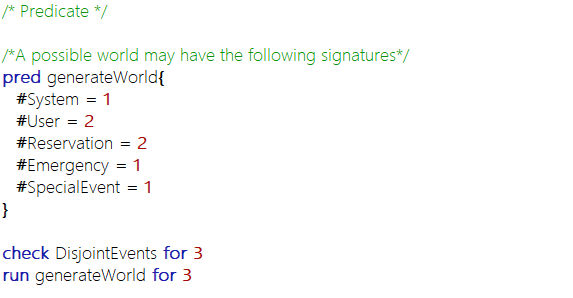 /* Predicate */
/*A possible world may have the following signatures*/
pred generateWorld{
#System = 1
#User = 2
#Reservation = 2
#Emergency = 1
#SpecialEvent = 1
}
check DisjointEvents for 3
run generateWorld for 3